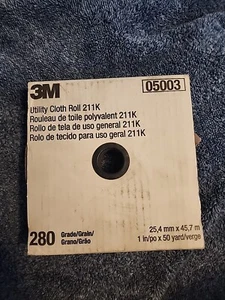 3M
05003
Utility Cloth Roll 211K
Rouleau de toile polyvalent 211K
Rollo de tela de uso general 211K
Rolo de tecido para uso geral 211K
280 Grade/Grain/
Grano/Grão
25,4 mm x 45,7 m
1 in/po x 50 yard/verge